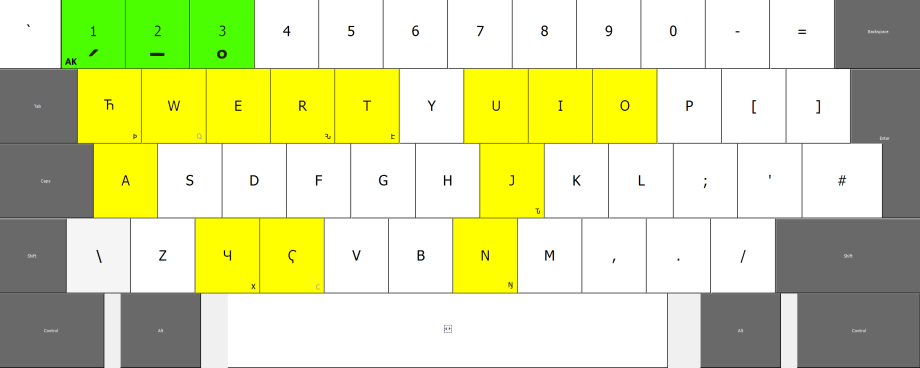 ` 1 2 3 4 5 6 7 8 9 0 - = Backspace
AK ˊ – o
Tab Ћ W E R T Y U I O P [ ] Enter
Þ Ω
Caps A S D F G H J K L ; ' #
Shift \ Z Ч Ϛ V B N M , . / Shift
X C Ŋ
Control Alt Alt Control